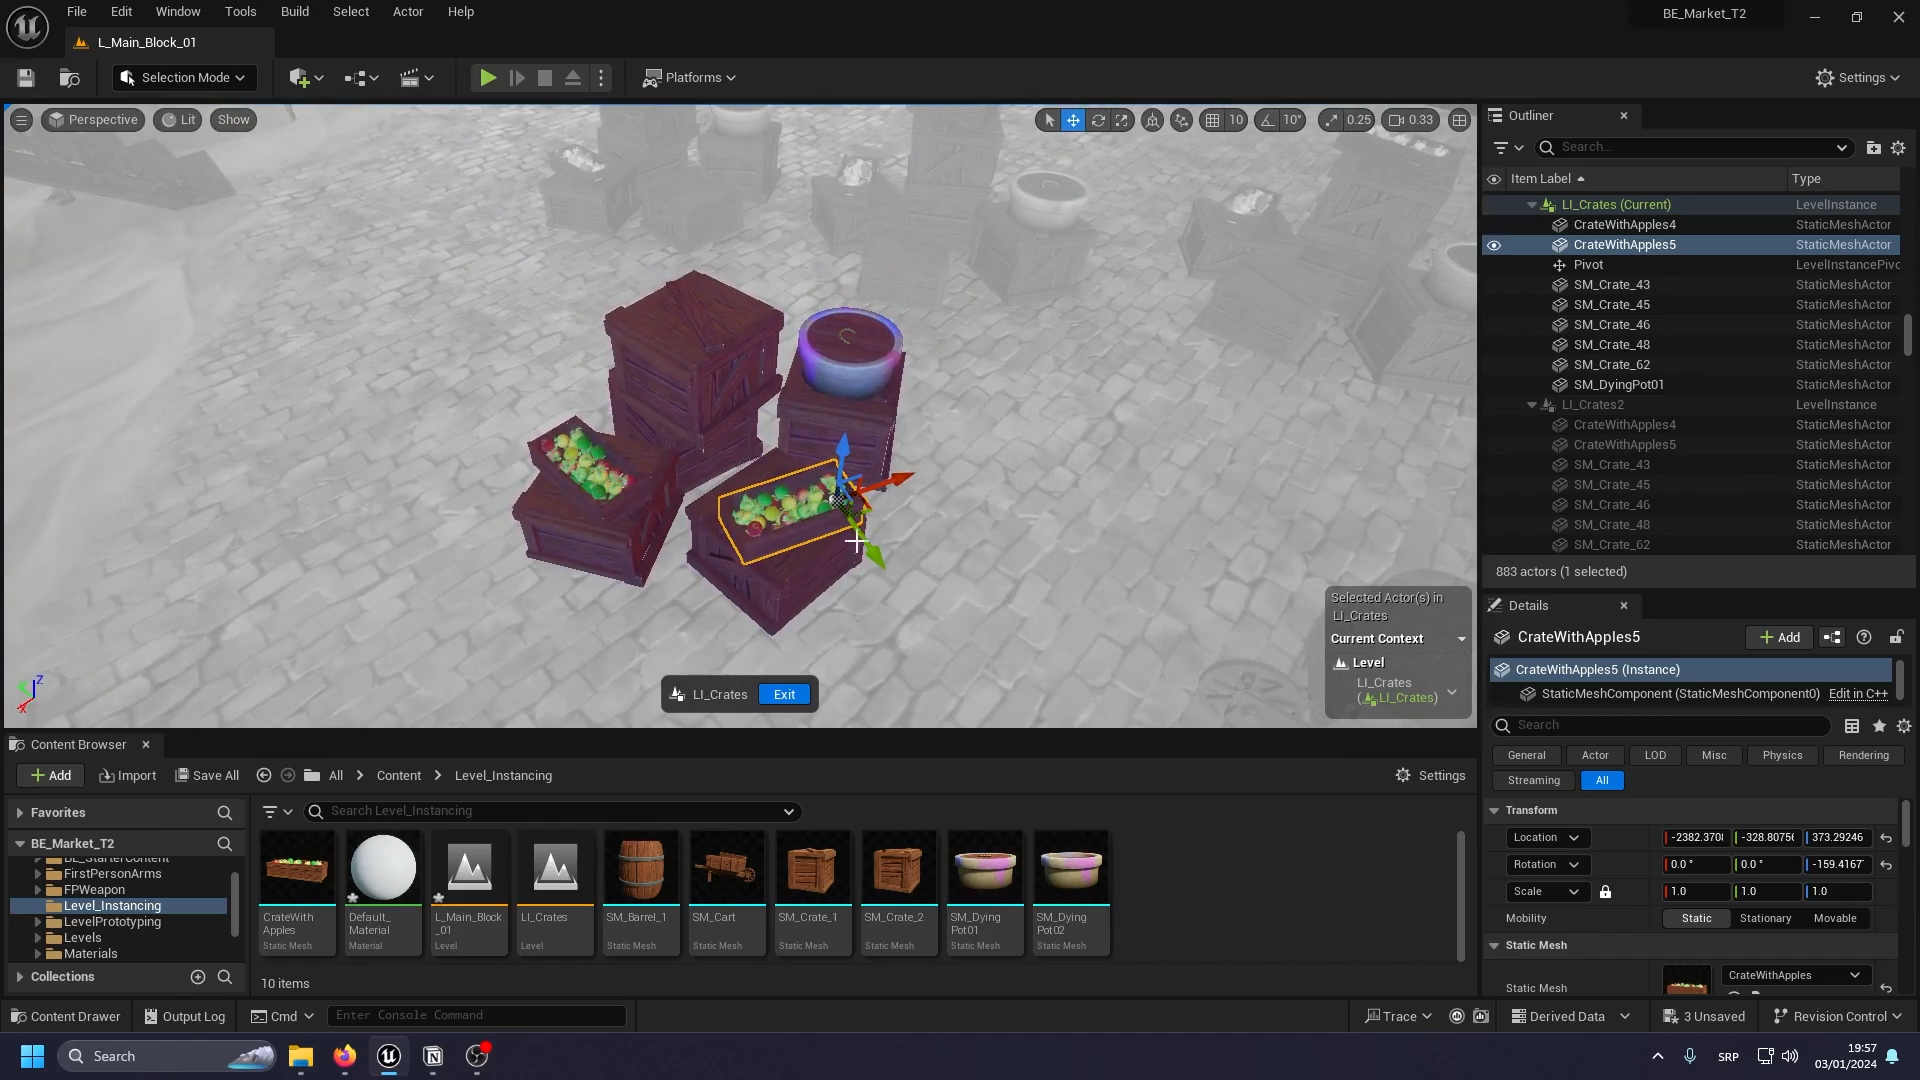 File Edit Window Tools Build Select Actor Help
BE_Market_T2
L_Main_Block_01
Selection Mode
Platforms
Settings
Perspective Lit Show
10 10° 0.25 0.33
Outliner
Search...
Item Label Type
LI_Crates (Current) LevelInstance
CrateWithApples4 StaticMeshActor
CrateWithApples5 StaticMeshActor
Pivot LevelInstancePivo
SM_Crate_43 StaticMeshActor
SM_Crate_45 StaticMeshActor
SM_Crate_46 StaticMeshActor
SM_Crate_48 StaticMeshActor
SM_Crate_62 StaticMeshActor
SM_DyingPot01 StaticMeshActor
LI_Crates2 LevelInstance
CrateWithApples4 StaticMeshActor
CrateWithApples5 StaticMeshActor
SM_Crate_43 StaticMeshActor
SM_Crate_45 StaticMeshActor
SM_Crate_46 StaticMeshActor
SM_Crate_48 StaticMeshActor
SM_Crate_62 StaticMeshActor
883 actors (1 selected)
Selected Actor(s) in
LI_Crates
Current Context
Level
LI_Crates
(LI_Crates)
Z
X
LI_Crates Exit
Details
CrateWithApples5
Add
CrateWithApples5 (Instance)
StaticMeshComponent (StaticMeshComponent0) Edit in C++
Search
General Actor LOD Misc Physics Rendering
Streaming All
Transform
Location -2382.370 -328.80756 373.29246
Rotation 0.0 ° 0.0 ° -159.4167
Scale 1.0 1.0 1.0
Mobility Static Stationary Movable
Static Mesh
Static Mesh CrateWithApples
Content Browser
Add Import Save All All Content Level_Instancing Settings
Favorites
Search Level_Instancing
BE_Market_T2
BE_StarterContent
FirstPersonArms
FPWeapon
Level_Instancing
LevelPrototyping
Levels
Materials
Collections
CrateWith
Apples
Static Mesh
Default_
Material
Material
L_Main_Block
_01
Level
LI_Crates
Level
SM_Barrel_1
Static Mesh
SM_Cart
Static Mesh
SM_Crate_1
Static Mesh
SM_Crate_2
Static Mesh
SM_Dying
Pot01
Static Mesh
SM_Dying
Pot02
Static Mesh
10 items
Content Drawer Output Log Cmd Enter Console Command
Trace Derived Data 3 Unsaved Revision Control
Search
SRP
19:57
03/01/2024